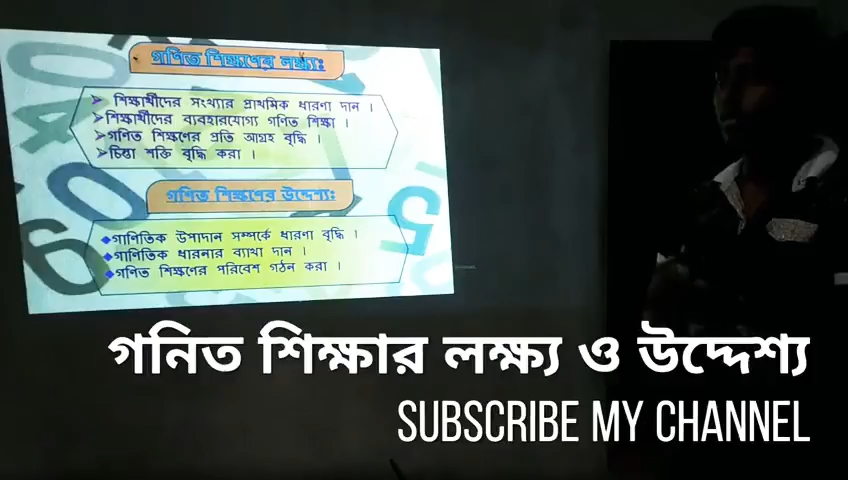 গণিত শিক্ষণের লক্ষ্যঃ
➢ শিক্ষার্থীদের সংখ্যার প্রাথমিক ধারণা দান ।
➢শিক্ষার্থীদের ব্যবহারযোগ্য গণিত শিক্ষা ।
➢গণিত শিক্ষণের প্রতি আগ্রহ বৃদ্ধি ।
➢চিন্তা শক্তি বৃদ্ধি করা ।
গণিত শিক্ষণের উদ্দেশ্যঃ
◆গাণিতিক উপাদান সম্পর্কে ধারণা বৃদ্ধি ।
◆গাণিতিক ধারনার ব্যাখা দান ।
◆গণিত শিক্ষণের পরিবেশ গঠন করা ।
গনিত শিক্ষার লক্ষ্য ও উদ্দেশ্য
SUBSCRIBE MY CHANNEL